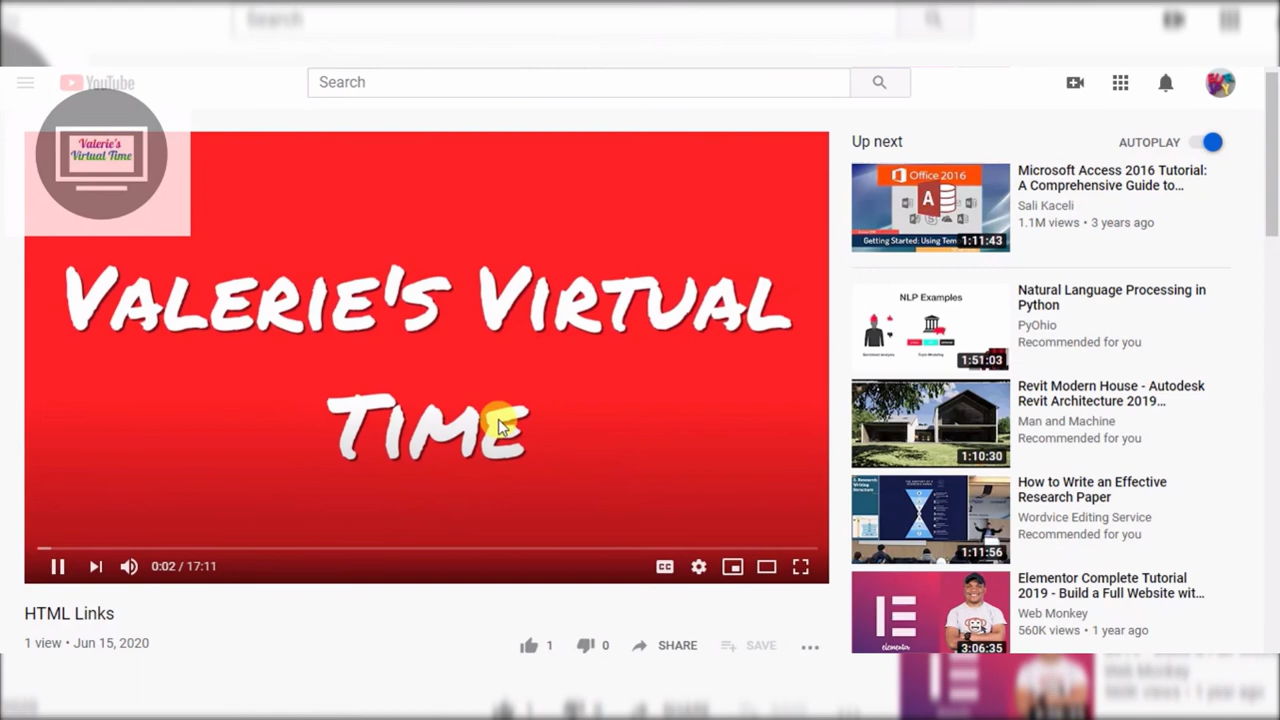 Search
YouTube
Search
Valerie's
Virtual Time
VALERIE'S VIRTUAL
TIME
0:02 / 17:11
CC
HTML Links
1 view • Jun 15, 2020
1
0
SHARE
SAVE
Up next
AUTOPLAY
Office 2016
A
Getting Started: Using Tem
1:11:43
Microsoft Access 2016 Tutorial:
A Comprehensive Guide to…
Sali Kaceli
1.1M views • 3 years ago
NLP Examples
1:51:03
Natural Language Processing in
Python
PyOhio
Recommended for you
1:10:30
Revit Modern House - Autodesk
Revit Architecture 2019…
Man and Machine
Recommended for you
1:11:56
How to Write an Effective
Research Paper
Wordvice Editing Service
Recommended for you
elementor
3:06:35
Elementor Complete Tutorial
2019 - Build a Full Website wit…
Web Monkey
560K views • 1 year ago